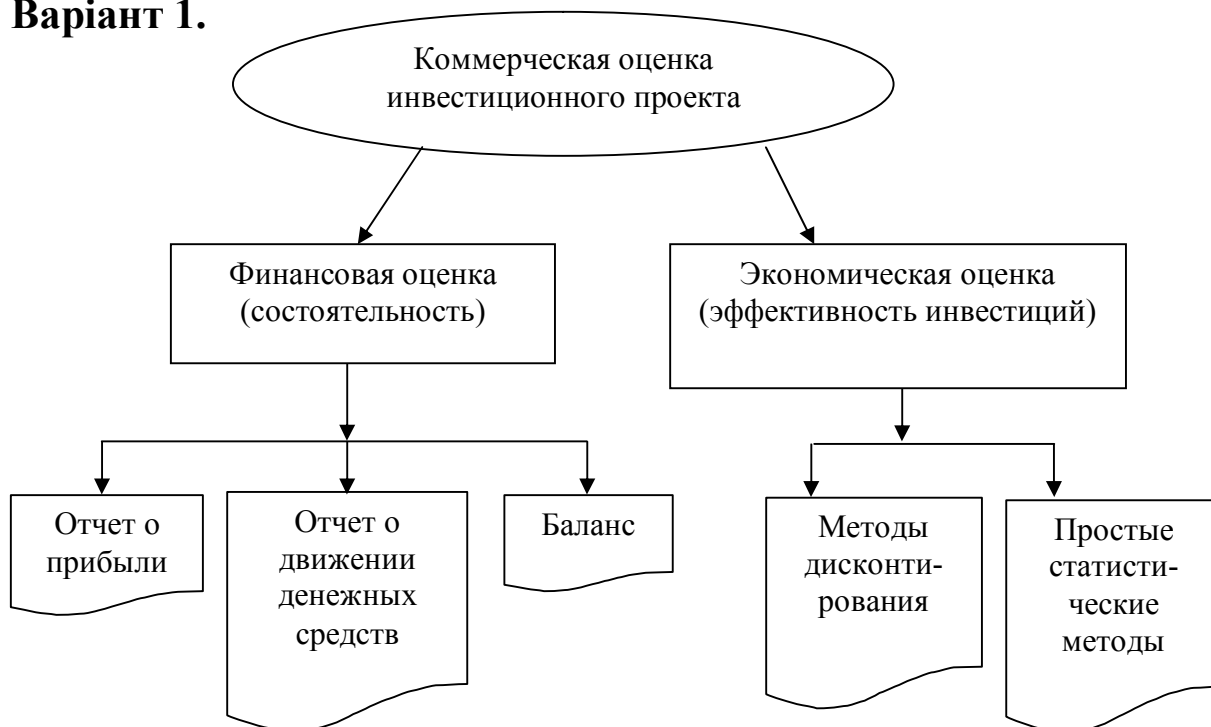 Варіант 1.
Коммерческая оценка
инвестиционного проекта
Финансовая оценка
(состоятельность)
Экономическая оценка
(эффективность инвестиций)
Отчет о
прибыли
Отчет о
движении
денежных
средств
Баланс
Методы
дисконти-
рования
Простые
статисти-
ческие
методы